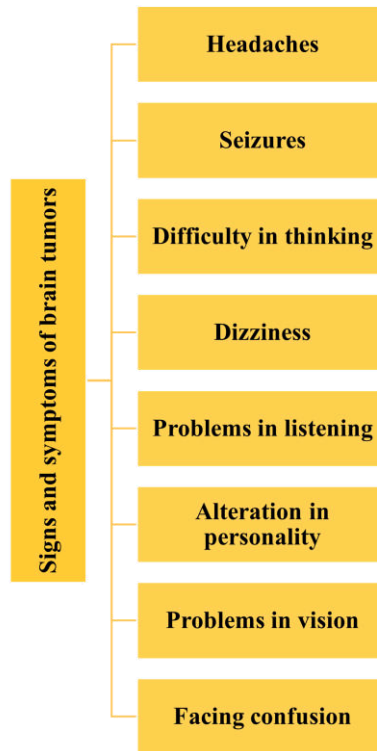 Signs and symptoms of brain tumors
Headaches
Seizures
Difficulty in thinking
Dizziness
Problems in listening
Alteration in
personality
Problems in vision
Facing confusion